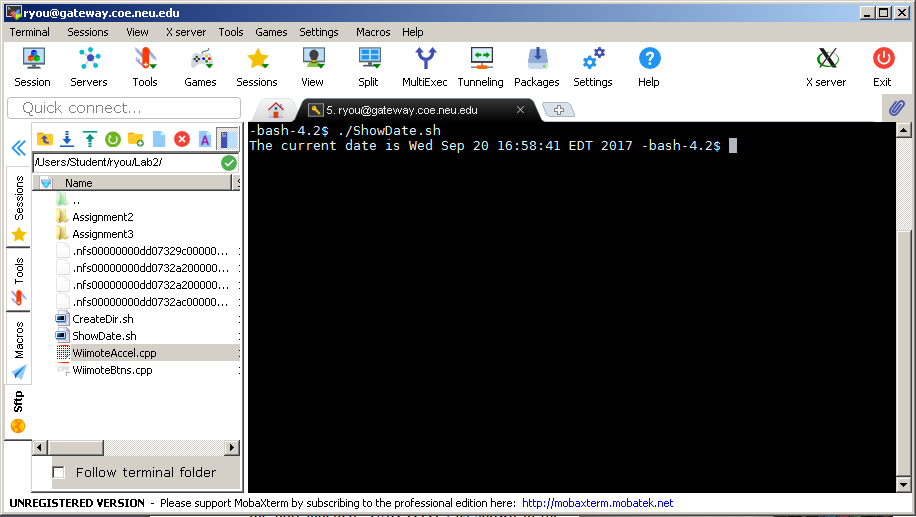 ryou@gateway.coe.neu.edu
Terminal Sessions View X server Tools Games Settings Macros Help
Session Servers Tools Games Sessions View Split MultiExec Tunneling Packages Settings Help X server Exit
Quick connect...
5. ryou@gateway.coe.neu.edu
/Users/Student/ryou/Lab2/
Name
..
Assignment2
Assignment3
.nfs00000000dd07329c00000...
.nfs00000000dd0732a200000...
.nfs00000000dd0732a200000...
.nfs00000000dd0732ac00000...
CreateDir.sh
ShowDate.sh
WiimoteAccel.cpp
WiimoteBtns.cpp
Sessions
Tools
Macros
Sftp
Follow terminal folder
-bash-4.2$ ./ShowDate.sh
The current date is Wed Sep 20 16:58:41 EDT 2017 -bash-4.2$
UNREGISTERED VERSION - Please support MobaXterm by subscribing to the professional edition here: http://mobaxterm.mobatek.net